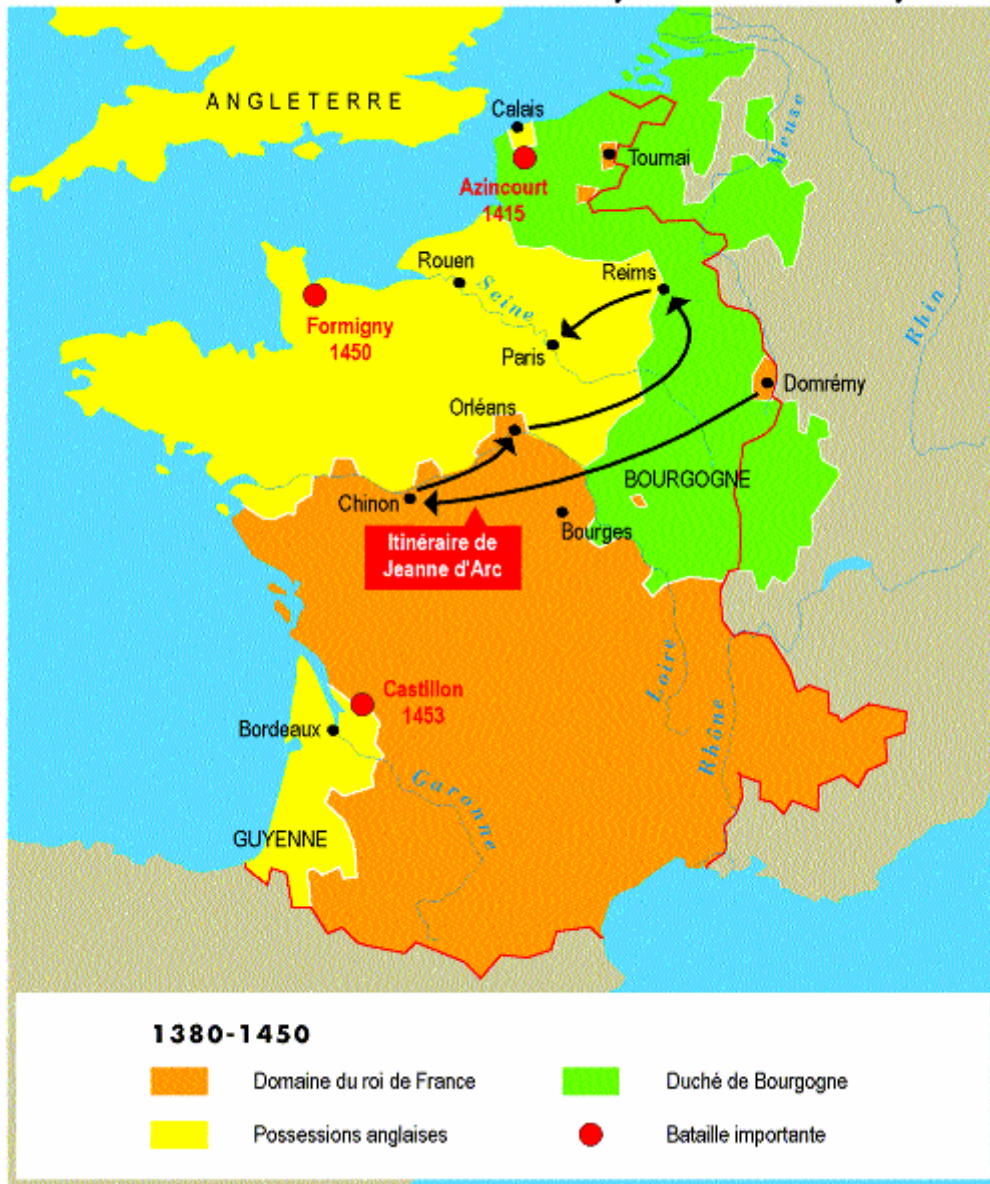 ANGLETERRE
Calais
Tournai
Meuse
Azincourt
1415
Rouen
Reims
Seine
Rhin
Formigny
1450
Paris
Domrémy
Orléans
BOURGOGNE
Chinon
Bourges
Itinéraire de
Jeanne d'Arc
Loire
Castillon
1453
Rhône
Bordeaux
Garonne
GUYENNE
1380-1450
Domaine du roi de France
Duché de Bourgogne
Possessions anglaises
Bataille importante